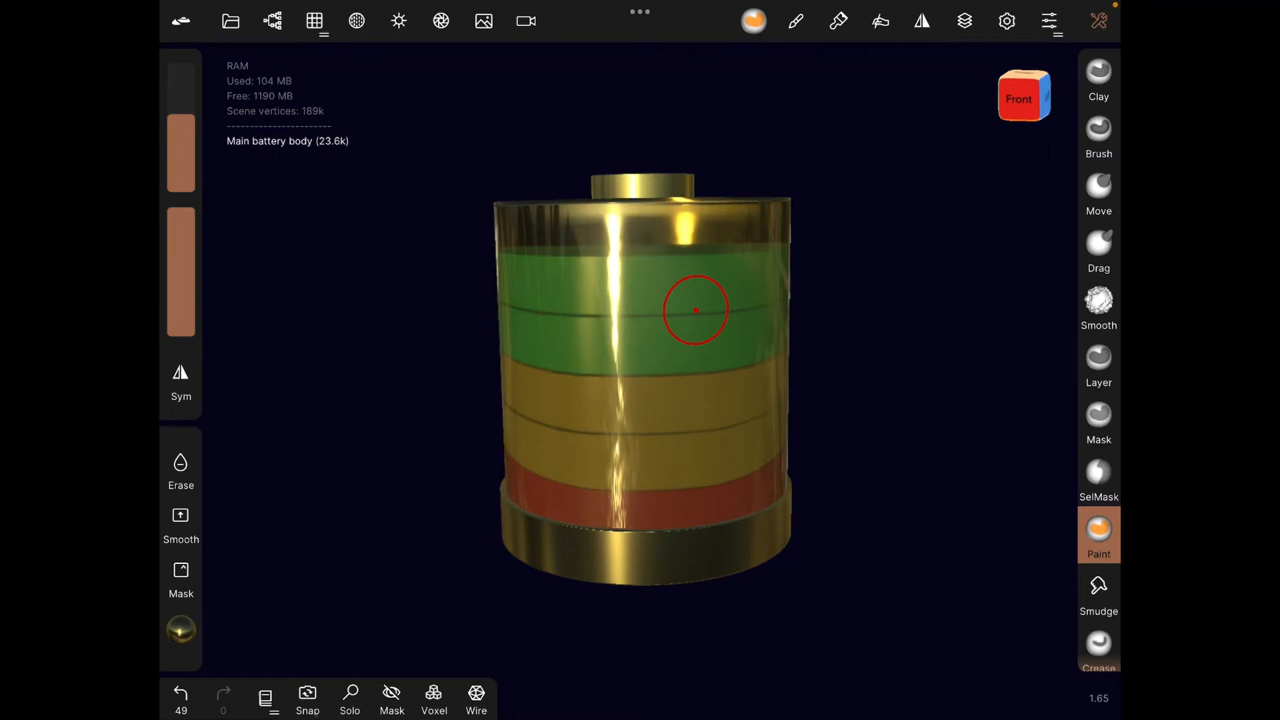 RAM
Used: 104 MB
Free: 1190 MB
Scene vertices: 189k
-----------------------
Main battery body (23.6k)
Front
Clay
Brush
Move
Drag
Smooth
Layer
Mask
SelMask
Paint
Smudge
Crease
1.65
Sym
Erase
Smooth
Mask
49
0
Snap
Solo
Mask
Voxel
Wire